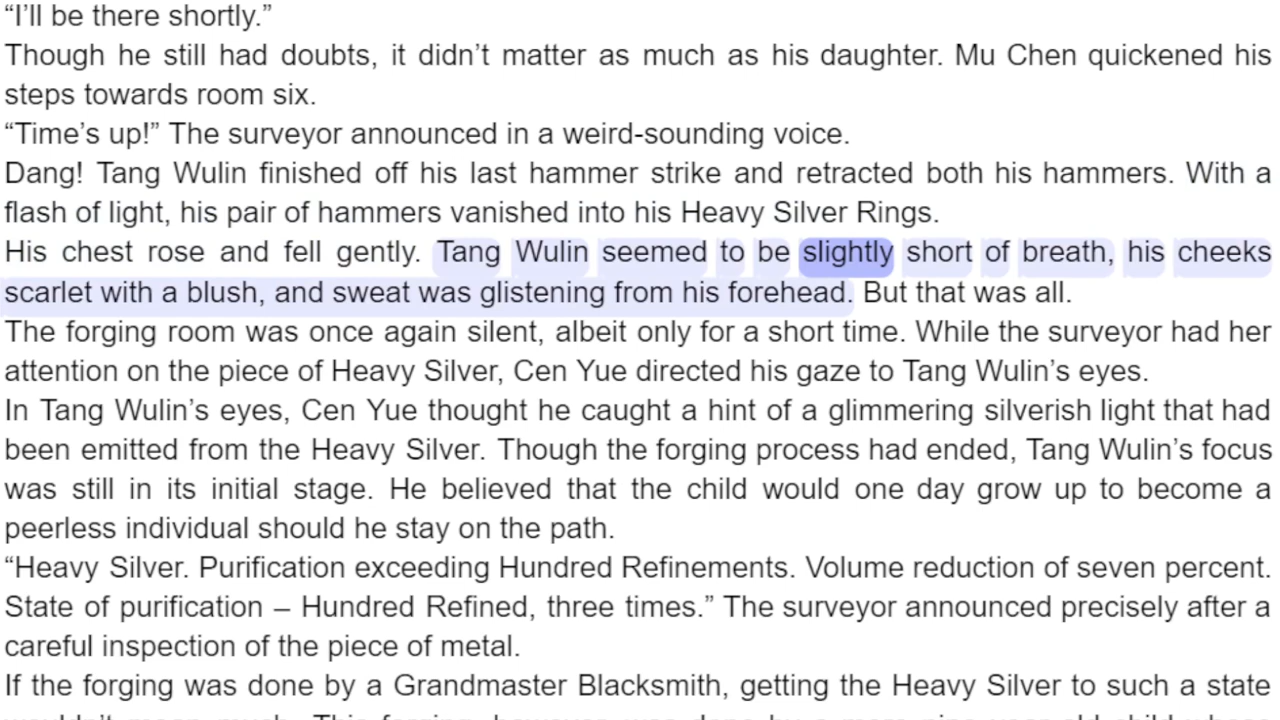 “I’ll be there shortly.”
Though he still had doubts, it didn’t matter as much as his daughter. Mu Chen quickened his
steps towards room six.
“Time’s up!” The surveyor announced in a weird-sounding voice.
Dang! Tang Wulin finished off his last hammer strike and retracted both his hammers. With a
flash of light, his pair of hammers vanished into his Heavy Silver Rings.
His chest rose and fell gently. Tang Wulin seemed to be slightly short of breath, his cheeks
scarlet with a blush, and sweat was glistening from his forehead. But that was all.
The forging room was once again silent, albeit only for a short time. While the surveyor had her
attention on the piece of Heavy Silver, Cen Yue directed his gaze to Tang Wulin’s eyes.
In Tang Wulin’s eyes, Cen Yue thought he caught a hint of a glimmering silverish light that had
been emitted from the Heavy Silver. Though the forging process had ended, Tang Wulin’s focus
was still in its initial stage. He believed that the child would one day grow up to become a
peerless individual should he stay on the path.
“Heavy Silver. Purification exceeding Hundred Refinements. Volume reduction of seven percent.
State of purification – Hundred Refined, three times.” The surveyor announced precisely after a
careful inspection of the piece of metal.
If the forging was done by a Grandmaster Blacksmith, getting the Heavy Silver to such a state